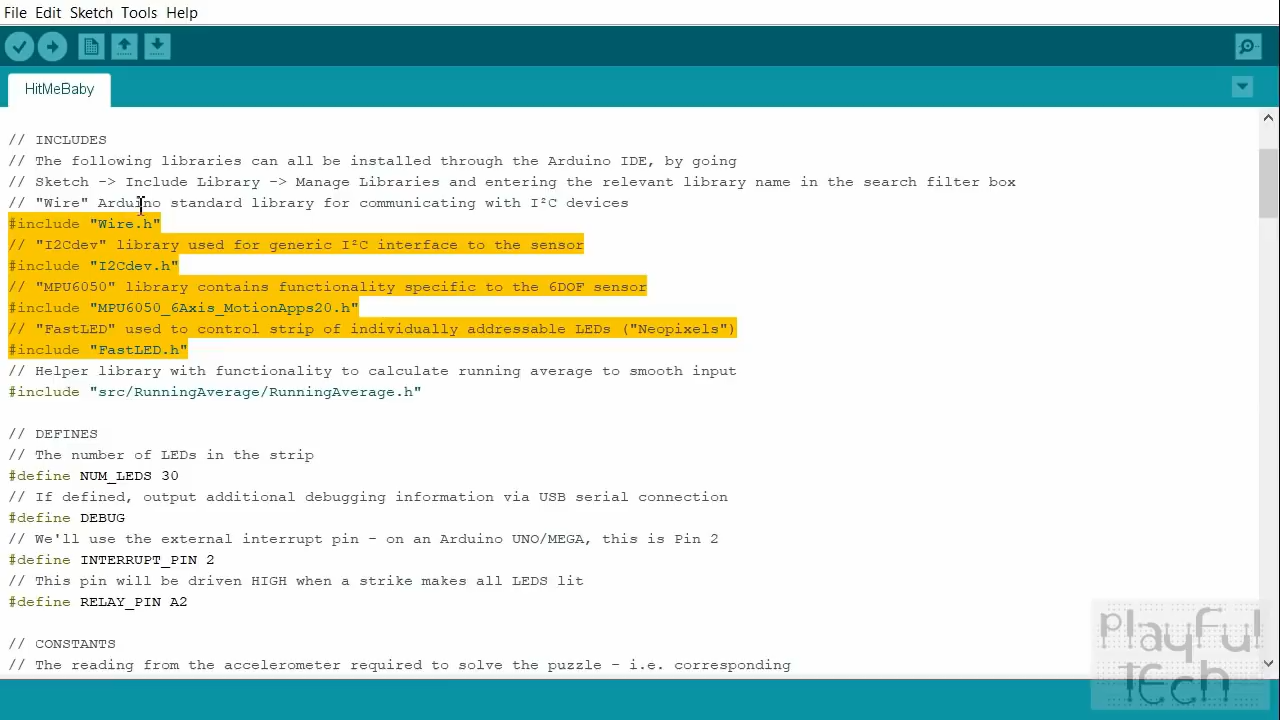 File Edit Sketch Tools Help
HitMeBaby
// INCLUDES
// The following libraries can all be installed through the Arduino IDE, by going
// Sketch -> Include Library -> Manage Libraries and entering the relevant library name in the search filter box
// "Wire" Arduino standard library for communicating with I²C devices
#include "Wire.h"
// "I2Cdev" library used for generic I²C interface to the sensor
#include "I2Cdev.h"
// "MPU6050" library contains functionality specific to the 6DOF sensor
#include "MPU6050_6Axis_MotionApps20.h"
// "FastLED" used to control strip of individually addressable LEDs ("Neopixels")
#include "FastLED.h"
// Helper library with functionality to calculate running average to smooth input
#include "src/RunningAverage/RunningAverage.h"
// DEFINES
// The number of LEDs in the strip
#define NUM_LEDS 30
// If defined, output additional debugging information via USB serial connection
#define DEBUG
// We'll use the external interrupt pin - on an Arduino UNO/MEGA, this is Pin 2
#define INTERRUPT_PIN 2
// This pin will be driven HIGH when a strike makes all LEDS lit
#define RELAY_PIN A2
// CONSTANTS
// The reading from the accelerometer required to solve the puzzle - i.e. corresponding
playful
tech